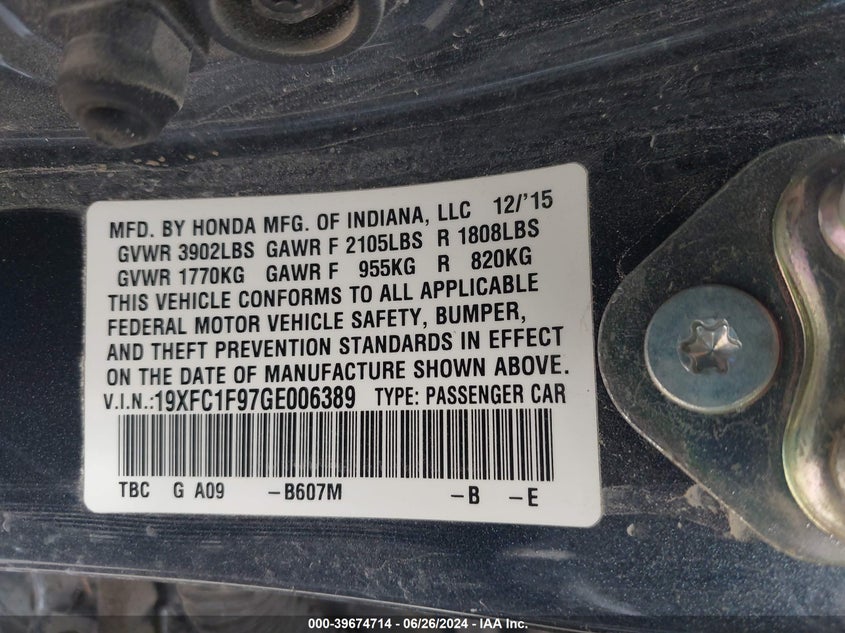 MFD. BY HONDA MFG. OF INDIANA, LLC 12/'15
GVWR 3902LBS GAWR F 2105LBS R 1808LBS
GVWR 1770KG GAWR F 955KG R 820KG
THIS VEHICLE CONFORMS TO ALL APPLICABLE
FEDERAL MOTOR VEHICLE SAFETY, BUMPER,
AND THEFT PREVENTION STANDARDS IN EFFECT
ON THE DATE OF MANUFACTURE SHOWN ABOVE.
V.I.N.:19XFC1F97GE006389 TYPE: PASSENGER CAR
TBC G A09 -B607M -B -E
000-39674714 - 06/26/2024 - IAA Inc.